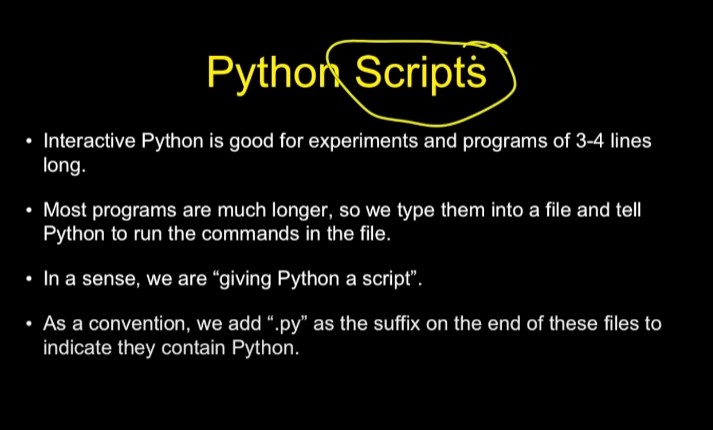 Python Scripts
• Interactive Python is good for experiments and programs of 3-4 lines
long.
• Most programs are much longer, so we type them into a file and tell
Python to run the commands in the file.
• In a sense, we are “giving Python a script”.
• As a convention, we add “.py” as the suffix on the end of these files to
indicate they contain Python.